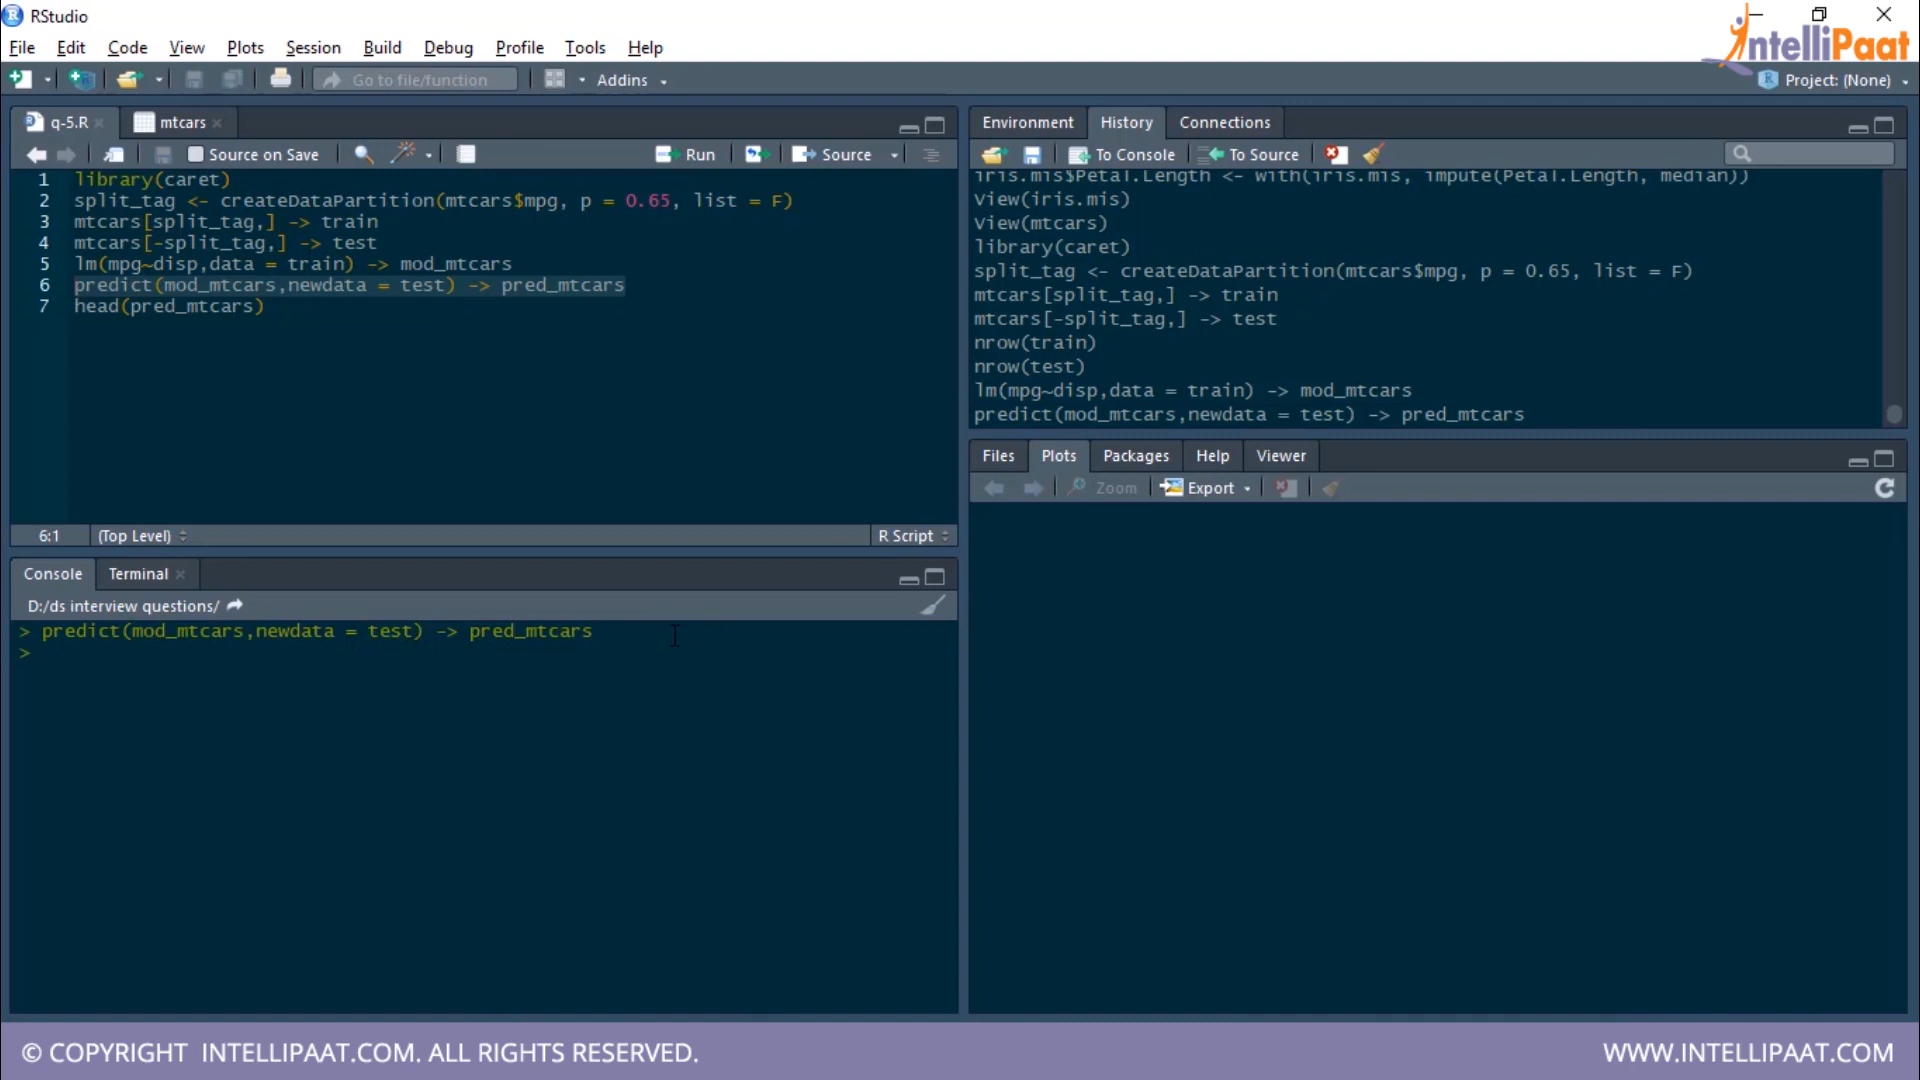 RStudio
File Edit Code View Plots Session Build Debug Profile Tools Help
IntelliPaat
Go to file/function
Addins
Project: (None)
q-5.R
mtcars
Source on Save
Run
Source
1 library(caret)
2 split_tag <- createDataPartition(mtcars$mpg, p = 0.65, list = F)
3 mtcars[split_tag,] -> train
4 mtcars[-split_tag,] -> test
5 lm(mpg~disp,data = train) -> mod_mtcars
6 predict(mod_mtcars,newdata = test) -> pred_mtcars
7 head(pred_mtcars)
6:1 (Top Level) R Script
Console Terminal
D:/ds interview questions/
> predict(mod_mtcars,newdata = test) -> pred_mtcars
>
Environment History Connections
To Console To Source
iris.mis$Petal.Length <- with(iris.mis, impute(Petal.Length, median))
View(iris.mis)
View(mtcars)
library(caret)
split_tag <- createDataPartition(mtcars$mpg, p = 0.65, list = F)
mtcars[split_tag,] -> train
mtcars[-split_tag,] -> test
nrow(train)
nrow(test)
lm(mpg~disp,data = train) -> mod_mtcars
predict(mod_mtcars,newdata = test) -> pred_mtcars
Files Plots Packages Help Viewer
Zoom Export
© COPYRIGHT INTELLIPAAT.COM. ALL RIGHTS RESERVED.
WWW.INTELLIPAAT.COM